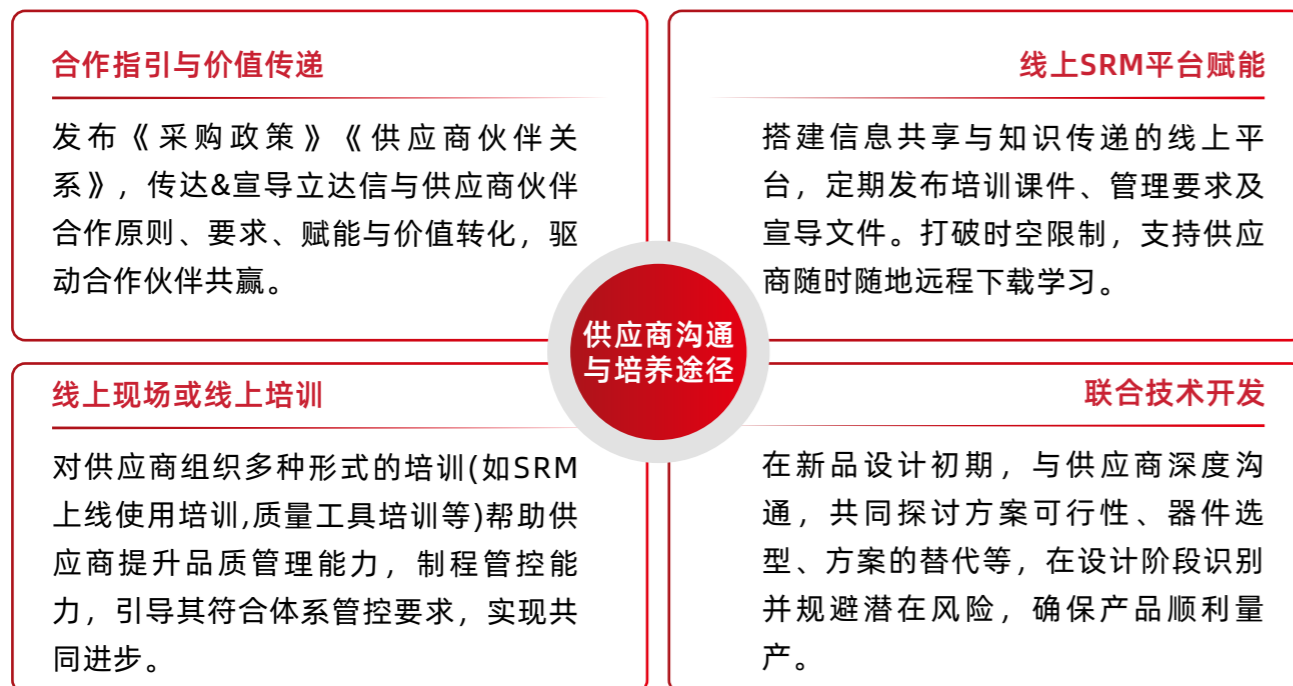 合作指引与价值传递
发布《采购政策》《供应商伙伴关
系》，传达&宣导立达信与供应商伙伴
合作原则、要求、赋能与价值转化，驱
动合作伙伴共赢。
线上SRM平台赋能
搭建信息共享与知识传递的线上平
台，定期发布培训课件、管理要求及
宣导文件。打破时空限制，支持供应
商随时随地远程下载学习。
供应商沟通
与培养途径
线上现场或线上培训
对供应商组织多种形式的培训(如SRM
上线使用培训,质量工具培训等)帮助供
应商提升品质管理能力，制程管控能
力，引导其符合体系管控要求，实现共
同进步。
联合技术开发
在新品设计初期，与供应商深度沟
通，共同探讨方案可行性、器件选
型、方案的替代等，在设计阶段识别
并规避潜在风险，确保产品顺利量
产。